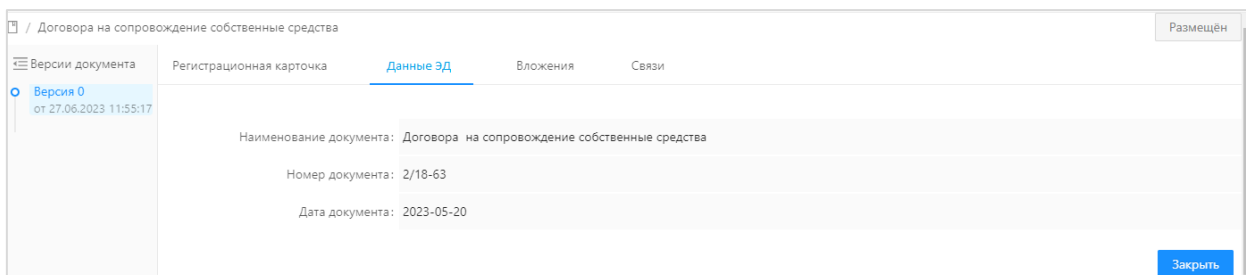 / Договора на сопровождение собственные средства
Размещён
Версии документа
Регистрационная карточка
Данные ЭД
Вложения
Связи
Версия 0
от 27.06.2023 11:55:17
Наименование документа: Договора на сопровождение собственные средства
Номер документа: 2/18-63
Дата документа: 2023-05-20
Закрыть